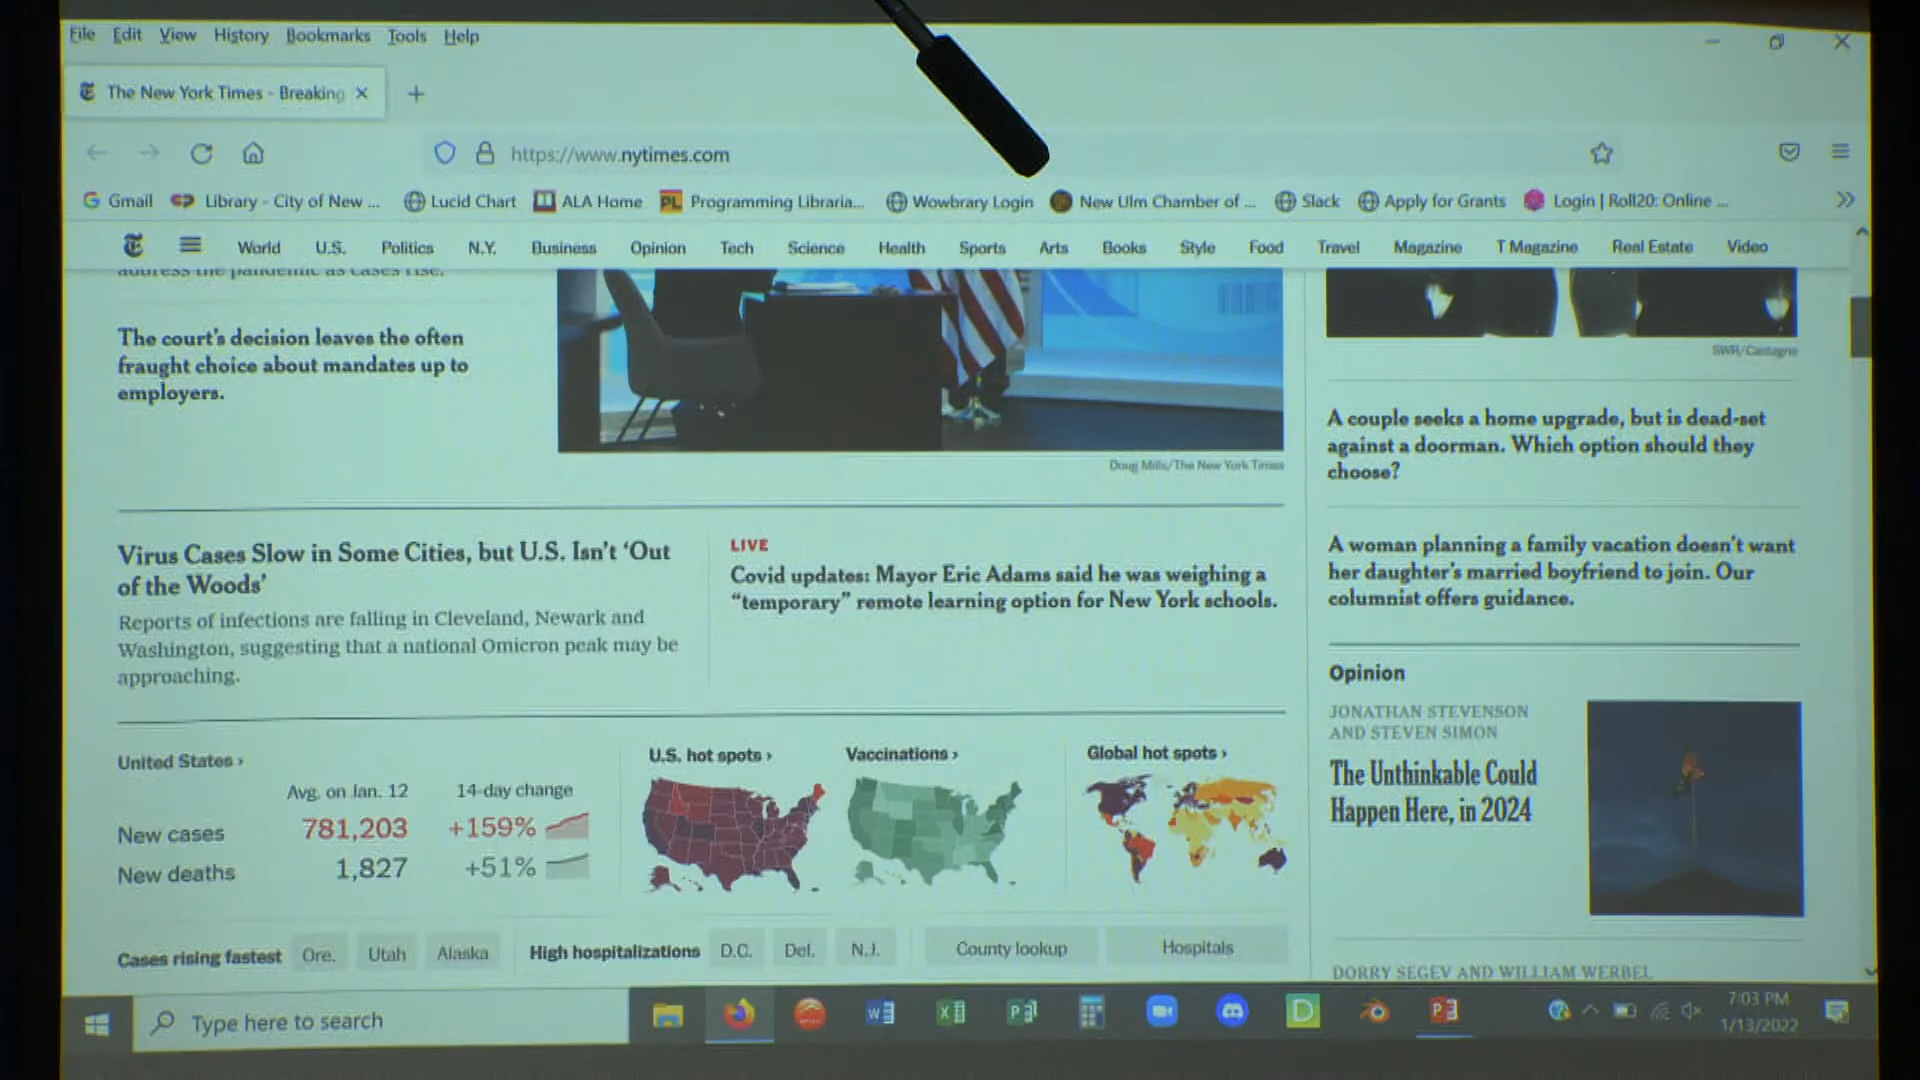 File Edit View History Bookmarks Tools Help
The New York Times - Breaking
https://www.nytimes.com
Gmail Library - City of New ... Lucid Chart ALA Home Programming Libraria... Wowbrary Login New Ulm Chamber of ... Slack Apply for Grants Login | Roll20: Online ...
World U.S. Politics N.Y. Business Opinion Tech Science Health Sports Arts Books Style Food Travel Magazine T Magazine Real Estate Video
address the pandemic as cases rise.
The court's decision leaves the often
fraught choice about mandates up to
employers.
Doug Mills/The New York Times
Virus Cases Slow in Some Cities, but U.S. Isn't ‘Out
of the Woods’
Reports of infections are falling in Cleveland, Newark and
Washington, suggesting that a national Omicron peak may be
approaching.
LIVE
Covid updates: Mayor Eric Adams said he was weighing a
“temporary” remote learning option for New York schools.
United States ›
Avg. on Jan. 12 14-day change
New cases 781,203 +159%
New deaths 1,827 +51%
U.S. hot spots ›
Vaccinations ›
Global hot spots ›
Cases rising fastest Ore. Utah Alaska High hospitalizations D.C. Del. N.J. County lookup Hospitals
SWR/Castagne
A couple seeks a home upgrade, but is dead-set
against a doorman. Which option should they
choose?
A woman planning a family vacation doesn't want
her daughter's married boyfriend to join. Our
columnist offers guidance.
Opinion
JONATHAN STEVENSON
AND STEVEN SIMON
The Unthinkable Could
Happen Here, in 2024
DORRY SEGEV AND WILLIAM WERBEL
Type here to search
7:03 PM
1/13/2022